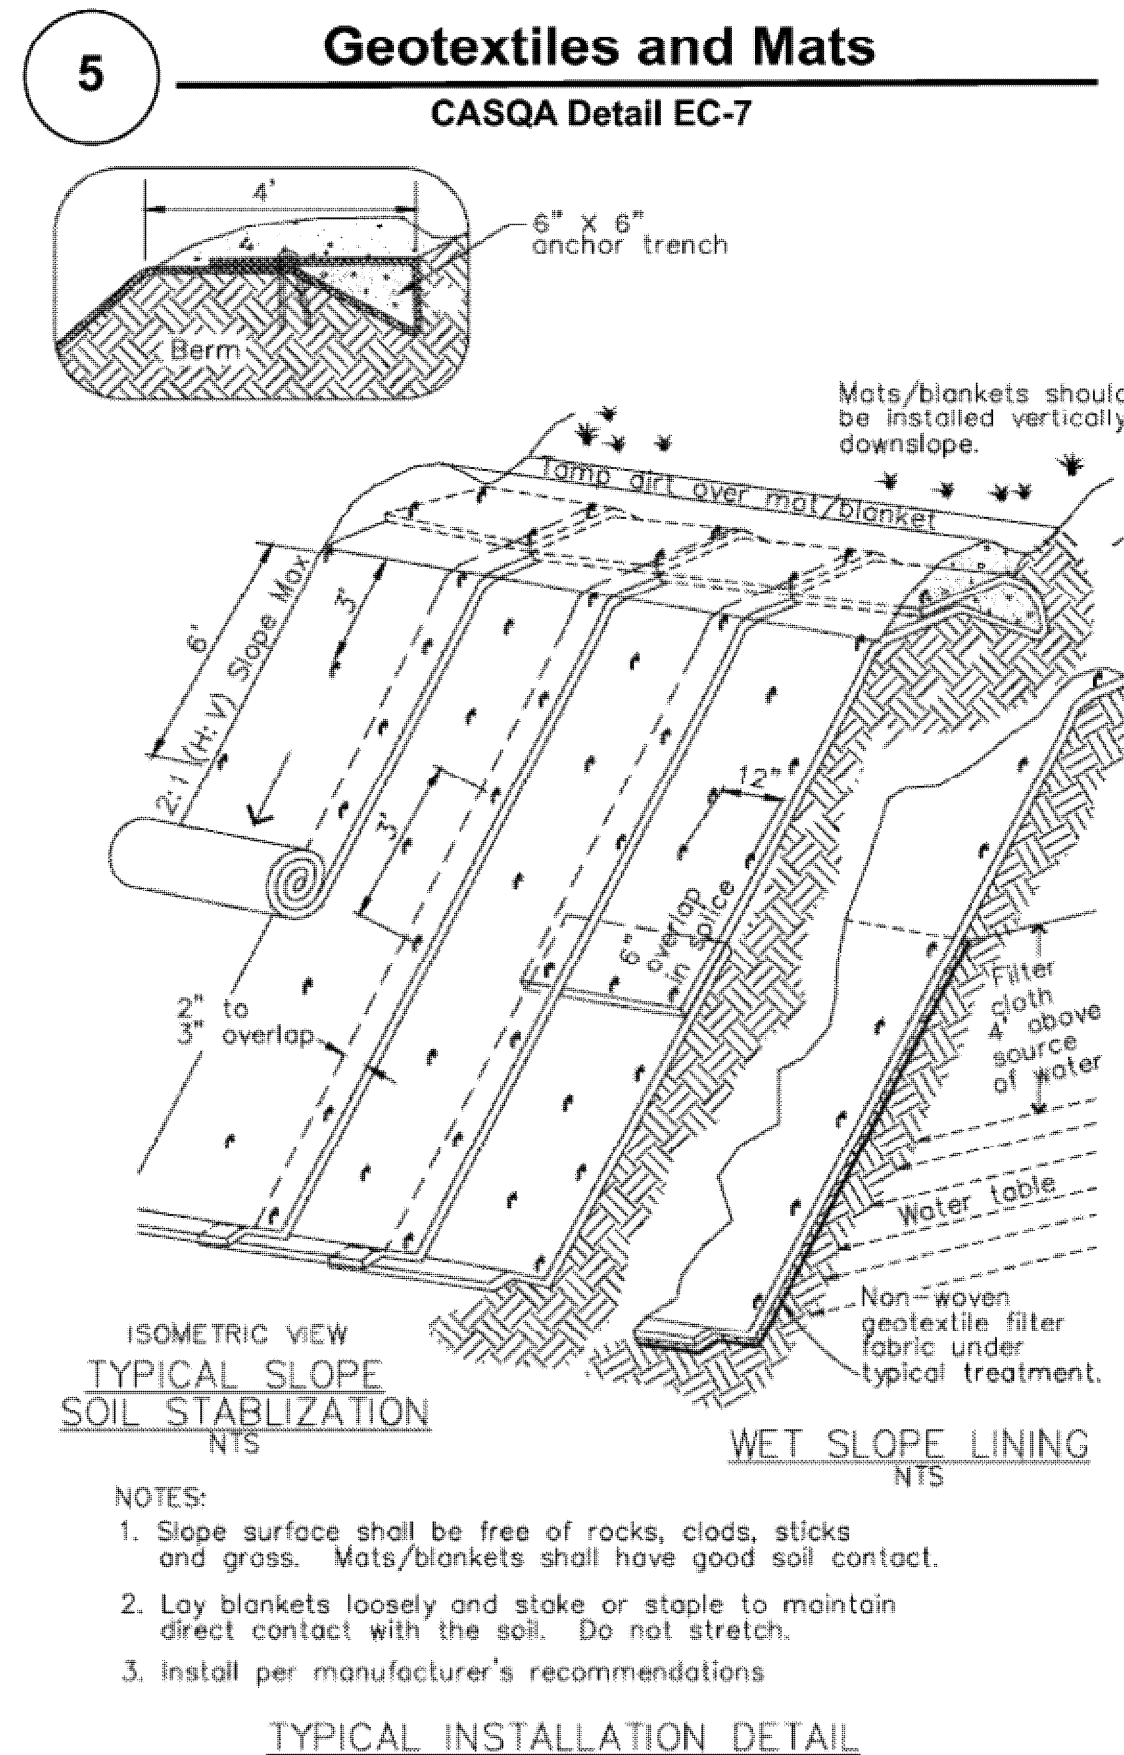 5
Geotextiles and Mats
CASQA Detail EC-7
4'
6" X 6"
anchor trench
Berm
Mats/blankets should
be installed vertically
downslope.
Tamp dirt over mat/blanket
6'
3'
2:1 (H:V) Slope Max
12"
3'
6"
overlap
in splice
2" to
3" overlap
Filter
cloth
4' above
source
of water
Water table
Non-woven
geotextile filter
fabric under
typical treatment.
ISOMETRIC VIEW
TYPICAL SLOPE
SOIL STABLIZATION
NTS
WET SLOPE LINING
NTS
NOTES:
1. Slope surface shall be free of rocks, clods, sticks
and grass. Mats/blankets shall have good soil contact.
2. Lay blankets loosely and stake or staple to maintain
direct contact with the soil. Do not stretch.
3. Install per manufacturer's recommendations
TYPICAL INSTALLATION DETAIL